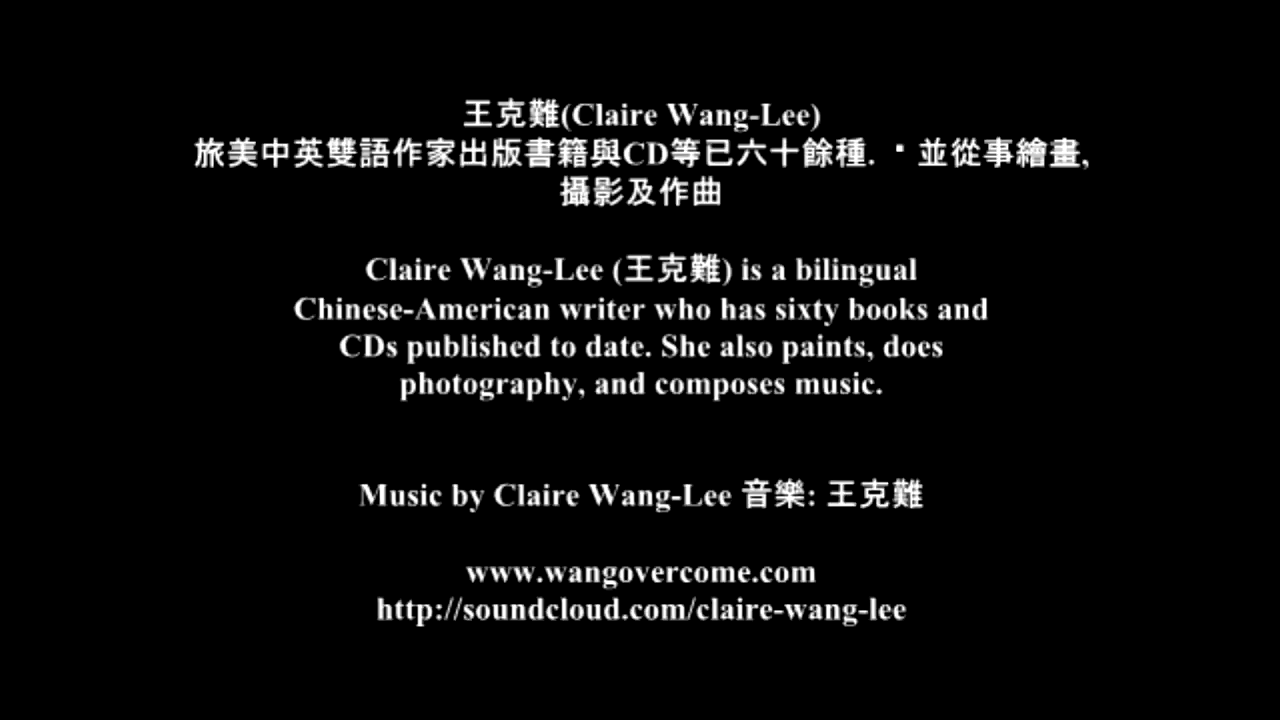 王克難(Claire Wang-Lee)
旅美中英雙語作家出版書籍與CD等已六十餘種. ▪ 並從事繪畫,
攝影及作曲
Claire Wang-Lee (王克難) is a bilingual
Chinese-American writer who has sixty books and
CDs published to date. She also paints, does
photography, and composes music.
Music by Claire Wang-Lee 音樂: 王克難
www.wangovercome.com
http://soundcloud.com/claire-wang-lee